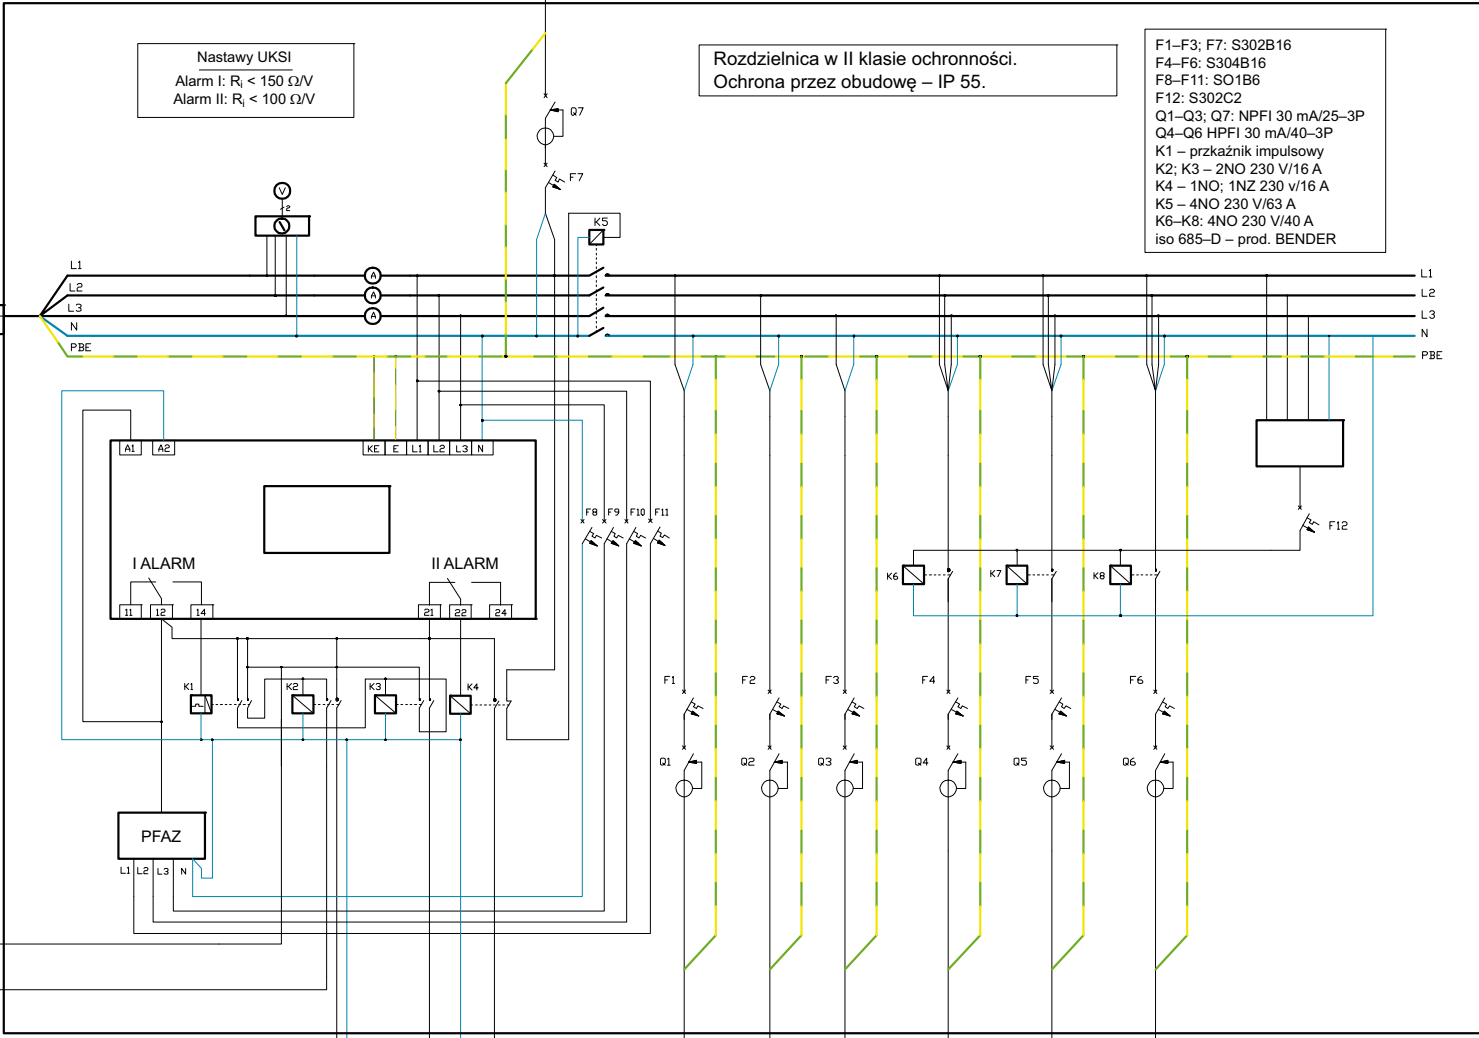 Nastawy UKSI
Alarm I: Ri < 150 Ω/V
Alarm II: Ri < 100 Ω/V
Rozdzielnica w II klasie ochronności.
Ochrona przez obudowę – IP 55.
F1–F3; F7: S302B16
F4–F6: S304B16
F8–F11: SO1B6
F12: S302C2
Q1–Q3; Q7: NPFI 30 mA/25–3P
Q4–Q6 HPFI 30 mA/40–3P
K1 – przkaźnik impulsowy
K2; K3 – 2NO 230 V/16 A
K4 – 1NO; 1NZ 230 v/16 A
K5 – 4NO 230 V/63 A
K6–K8: 4NO 230 V/40 A
iso 685–D – prod. BENDER
Q7
F7
V
2
K5
L1
A
L1
L2
A
L2
L3
A
L3
N
N
PBE
PBE
A1 A2 KE E L1 L2 L3 N
F8 F9 F10 F11
F12
I ALARM
II ALARM
K6 K7 K8
11 12 14 21 22 24
K1 K2 K3 K4
F1 F2 F3 F4 F5 F6
Q1 Q2 Q3 Q4 Q5 Q6
PFAZ
L1 L2 L3 N